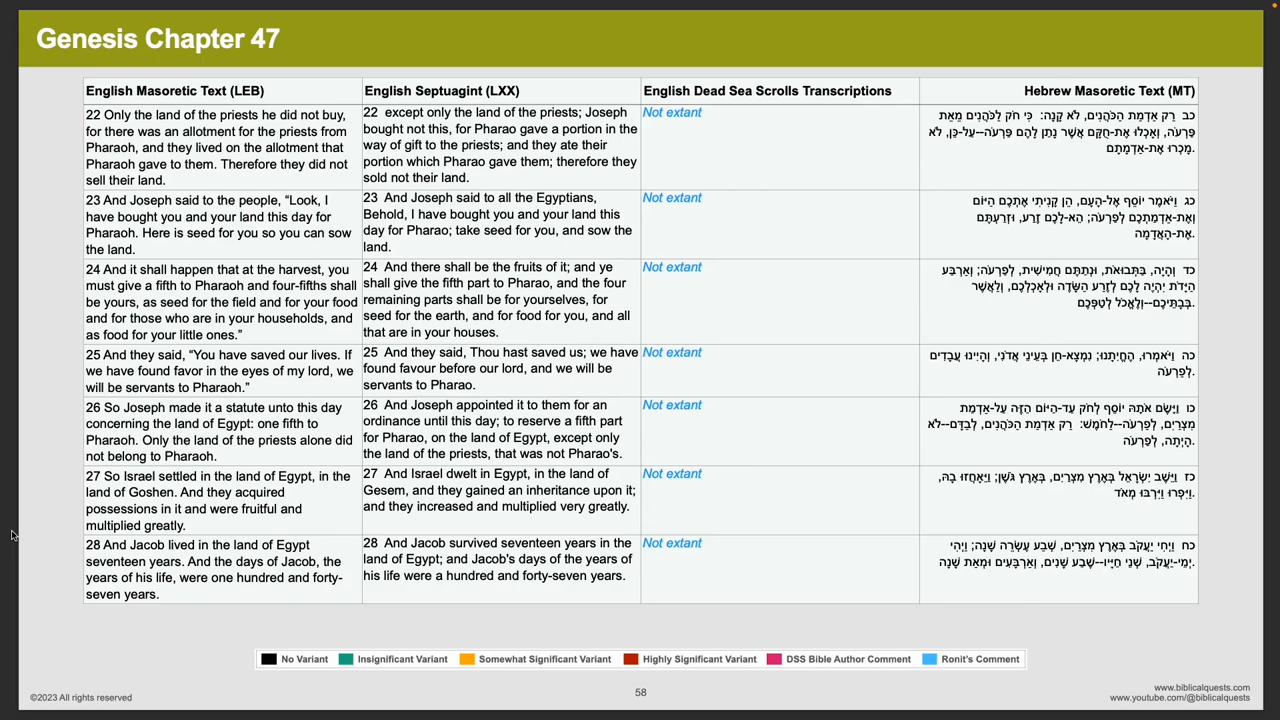 Genesis Chapter 47
English Masoretic Text (LEB)
English Septuagint (LXX)
English Dead Sea Scrolls Transcriptions
Hebrew Masoretic Text (MT)
22 Only the land of the priests he did not buy,
for there was an allotment for the priests from
Pharaoh, and they lived on the allotment that
Pharaoh gave to them. Therefore they did not
sell their land.
22 except only the land of the priests; Joseph
bought not this, for Pharao gave a portion in the
way of gift to the priests; and they ate their
portion which Pharao gave them; therefore they
sold not their land.
Not extant
כב רַק אַדְמַת הַכֹּהֲנִים, לֹא קָנָה: כִּי חֹק לַכֹּהֲנִים מֵאֵת
פַּרְעֹה, וְאָכְלוּ אֶת-חֻקָּם אֲשֶׁר נָתַן לָהֶם פַּרְעֹה--עַל-כֵּן, לֹא
מָכְרוּ אֶת-אַדְמָתָם.
23 And Joseph said to the people, “Look, I
have bought you and your land this day for
Pharaoh. Here is seed for you so you can sow
the land.
23 And Joseph said to all the Egyptians,
Behold, I have bought you and your land this
day for Pharao; take seed for you, and sow the
land.
Not extant
כג וַיֹּאמֶר יוֹסֵף אֶל-הָעָם, הֵן קָנִיתִי אֶתְכֶם הַיּוֹם
וְאֶת-אַדְמַתְכֶם לְפַרְעֹה; הֵא-לָכֶם זֶרַע, וּזְרַעְתֶּם
אֶת-הָאֲדָמָה.
24 And it shall happen that at the harvest, you
must give a fifth to Pharaoh and four-fifths shall
be yours, as seed for the field and for your food
and for those who are in your households, and
as food for your little ones.”
24 And there shall be the fruits of it; and ye
shall give the fifth part to Pharao, and the four
remaining parts shall be for yourselves, for
seed for the earth, and for food for you, and all
that are in your houses.
Not extant
כד וְהָיָה, בַּתְּבוּאֹת, וּנְתַתֶּם חֲמִישִׁית, לְפַרְעֹה; וְאַרְבַּע
הַיָּדֹת יִהְיֶה לָכֶם לְזֶרַע הַשָּׂדֶה וּלְאָכְלְכֶם, וְלַאֲשֶׁר
בְּבָתֵּיכֶם--וְלֶאֱכֹל לְטַפְּכֶם.
25 And they said, “You have saved our lives. If
we have found favor in the eyes of my lord, we
will be servants to Pharaoh.”
25 And they said, Thou hast saved us; we have
found favour before our lord, and we will be
servants to Pharao.
Not extant
כה וַיֹּאמְרוּ, הֶחֱיִתָנוּ; נִמְצָא-חֵן בְּעֵינֵי אֲדֹנִי, וְהָיִינוּ עֲבָדִים
לְפַרְעֹה.
26 So Joseph made it a statute unto this day
concerning the land of Egypt: one fifth to
Pharaoh. Only the land of the priests alone did
not belong to Pharaoh.
26 And Joseph appointed it to them for an
ordinance until this day; to reserve a fifth part
for Pharao, on the land of Egypt, except only
the land of the priests, that was not Pharao's.
Not extant
כו וַיָּשֶׂם אֹתָהּ יוֹסֵף לְחֹק עַד-הַיּוֹם הַזֶּה עַל-אַדְמַת
מִצְרַיִם, לְפַרְעֹה--לַחֹמֶשׁ: רַק אַדְמַת הַכֹּהֲנִים, לְבַדָּם--לֹא
הָיְתָה, לְפַרְעֹה.
27 So Israel settled in the land of Egypt, in the
land of Goshen. And they acquired
possessions in it and were fruitful and
multiplied greatly.
27 And Israel dwelt in Egypt, in the land of
Gesem, and they gained an inheritance upon it;
and they increased and multiplied very greatly.
Not extant
כז וַיֵּשֶׁב יִשְׂרָאֵל בְּאֶרֶץ מִצְרַיִם, בְּאֶרֶץ גֹּשֶׁן; וַיֵּאָחֲזוּ בָהּ,
וַיִּפְרוּ וַיִּרְבּוּ מְאֹד.
28 And Jacob lived in the land of Egypt
seventeen years. And the days of Jacob, the
years of his life, were one hundred and forty-
seven years.
28 And Jacob survived seventeen years in the
land of Egypt; and Jacob's days of the years of
his life were a hundred and forty-seven years.
Not extant
כח וַיְחִי יַעֲקֹב בְּאֶרֶץ מִצְרַיִם, שְׁבַע עֶשְׂרֵה שָׁנָה; וַיְהִי
יְמֵי-יַעֲקֹב, שְׁנֵי חַיָּיו--שֶׁבַע שָׁנִים, וְאַרְבָּעִים וּמְאַת שָׁנָה.
No Variant
Insignificant Variant
Somewhat Significant Variant
Highly Significant Variant
DSS Bible Author Comment
Ronit's Comment
©2023 All rights reserved
58
www.biblicalquests.com
www.youtube.com/@biblicalquests